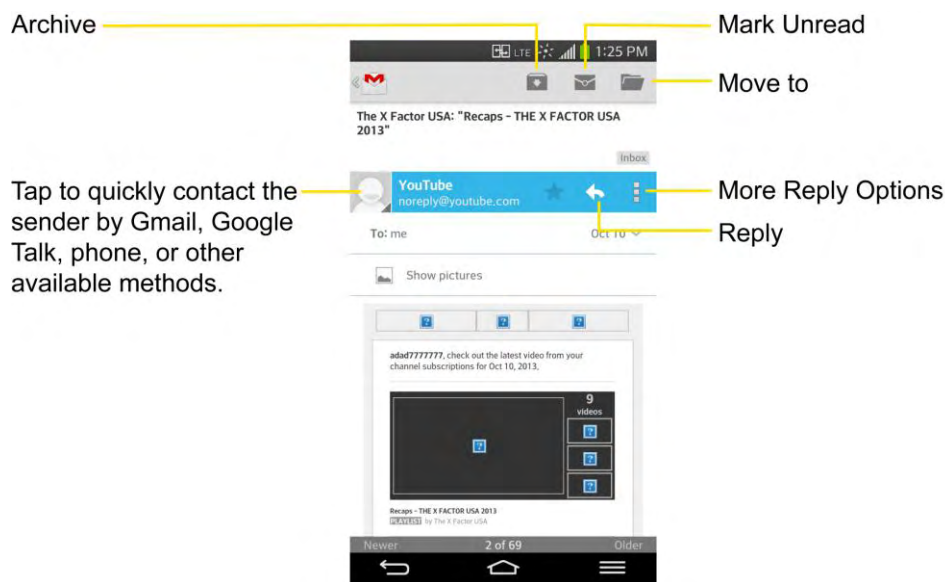 Archive
Mark Unread
LTE 1:25 PM
Move to
The X Factor USA: "Recaps - THE X FACTOR USA
2013"
Inbox
Tap to quickly contact the
sender by Gmail, Google
Talk, phone, or other
available methods.
YouTube
noreply@youtube.com
More Reply Options
Reply
To: me
Oct 10
Show pictures
adad7777777, check out the latest video from your
channel subscriptions for Oct 10, 2013.
9
videos
Recaps - THE X FACTOR USA 2013
PLAYLIST by The X Factor USA
Newer 2 of 69 Older